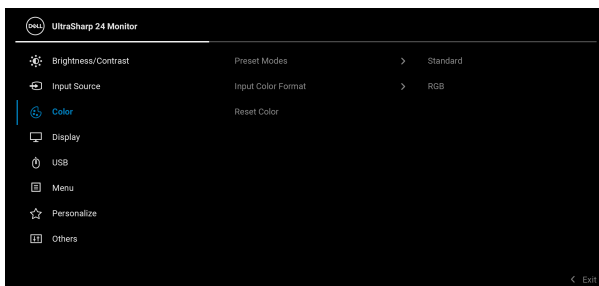 DELL UltraSharp 24 Monitor
Brightness/Contrast Preset Modes > Standard
Input Source Input Color Format > RGB
Color Reset Color
Display
USB
Menu
Personalize
Others
< Exit